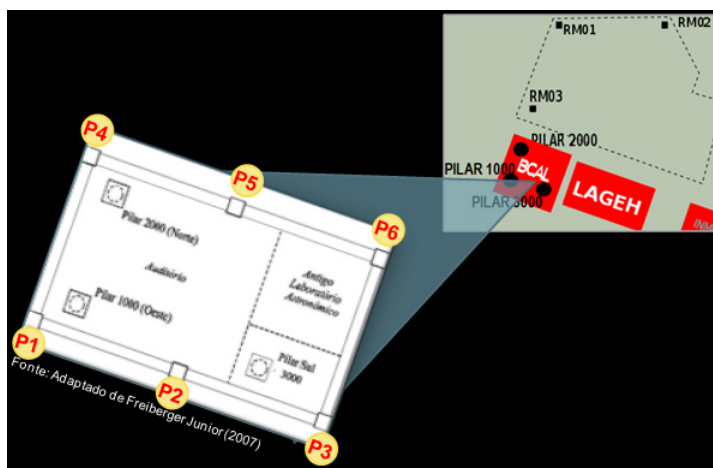 RM01
RM02
RM03
PILAR 2000
PILAR 1000
BCAL
PILAR 3000
LAGEH
INM
P4
P5
P6
Pilar 2000 (Norte)
Auditório
Antigo
Laboratório
Astronômico
Pilar 1000 (Oeste)
Pilar Sul
3000
P1
P2
P3
Fonte: Adaptado de Freiberger Junior (2007)